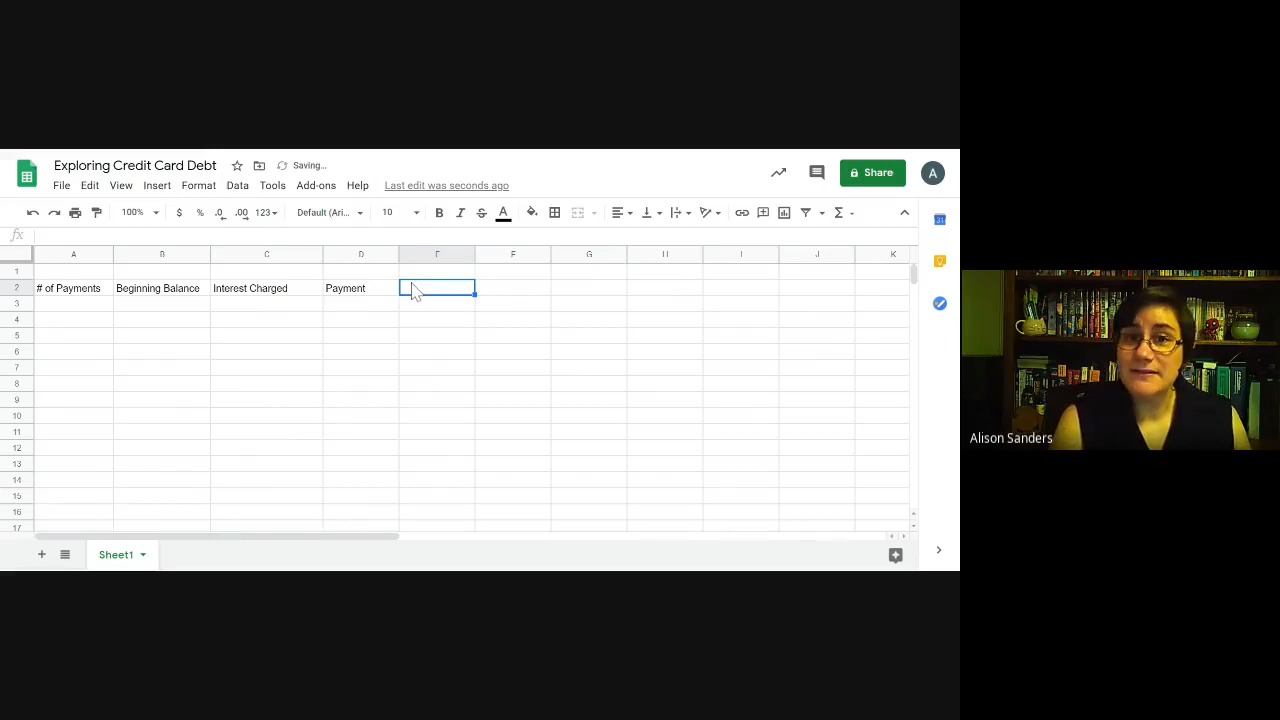 Exploring Credit Card Debt Saving...
File Edit View Insert Format Data Tools Add-ons Help Last edit was seconds ago
Share A
100% $ % .0 .00 123 Default (Ari... 10 B I S A Σ
fx
31
A B C D E F G H I J K
1
2 # of Payments Beginning Balance Interest Charged Payment
3
4
5
6
7
8
9
10
11
12
13
14
15
16
17
Sheet1
Alison Sanders